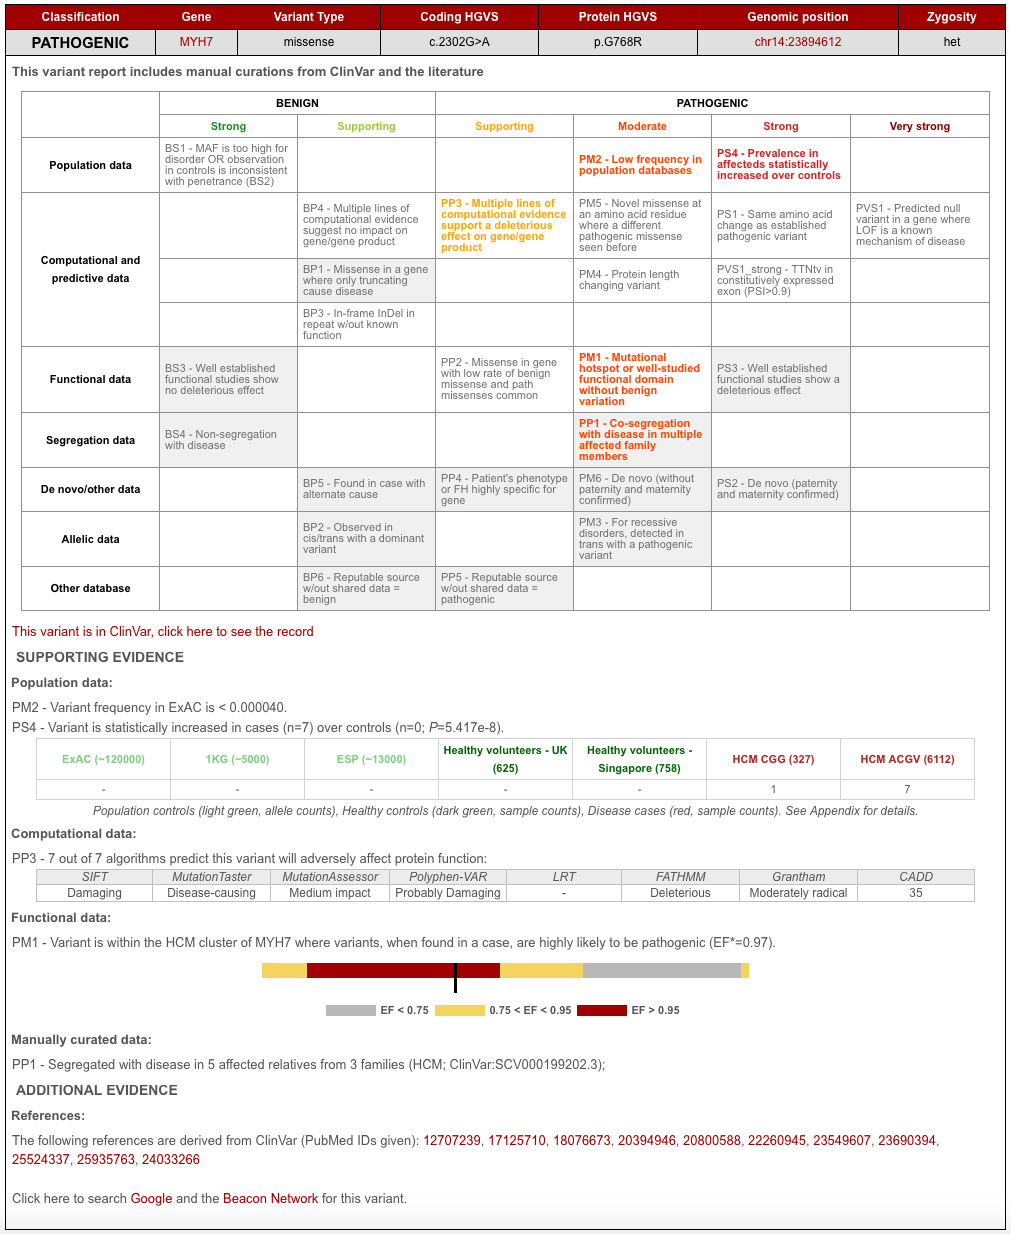 Classification Gene Variant Type Coding HGVS Protein HGVS Genomic position Zygosity
PATHOGENIC MYH7 missense c.2302G>A p.G768R chr14:23894612 het
This variant report includes manual curations from ClinVar and the literature
BENIGN PATHOGENIC
Strong Supporting Supporting Moderate Strong Very strong
Population data
BS1 - MAF is too high for
disorder OR observation
in controls is inconsistent
with penetrance (BS2)
PM2 - Low frequency in
population databases
PS4 - Prevalence in
affecteds statistically
increased over controls
Computational and
predictive data
BP4 - Multiple lines of
computational evidence
suggest no impact on
gene/gene product
PP3 - Multiple lines of
computational evidence
support a deleterious
effect on gene/gene
product
PM5 - Novel missense at
an amino acid residue
where a different
pathogenic missense
seen before
PS1 - Same amino acid
change as established
pathogenic variant
PVS1 - Predicted null
variant in a gene where
LOF is a known
mechanism of disease
BP1 - Missense in a gene
where only truncating
cause disease
PM4 - Protein length
changing variant
PVS1_strong - TTNtv in
constitutively expressed
exon (PSI>0.9)
BP3 - In-frame InDel in
repeat w/out known
function
Functional data
BS3 - Well established
functional studies show
no deleterious effect
PP2 - Missense in gene
with low rate of benign
missense and path
missenses common
PM1 - Mutational
hotspot or well-studied
functional domain
without benign
variation
PS3 - Well established
functional studies show a
deleterious effect
Segregation data
BS4 - Non-segregation
with disease
PP1 - Co-segregation
with disease in multiple
affected family
members
De novo/other data
BP5 - Found in case with
alternate cause
PP4 - Patient's phenotype
or FH highly specific for
gene
PM6 - De novo (without
paternity and maternity
confirmed)
PS2 - De novo (paternity
and maternity confirmed)
Allelic data
BP2 - Observed in
cis/trans with a dominant
variant
PM3 - For recessive
disorders, detected in
trans with a pathogenic
variant
Other database
BP6 - Reputable source
w/out shared data =
benign
PP5 - Reputable source
w/out shared data =
pathogenic
This variant is in ClinVar, click here to see the record
SUPPORTING EVIDENCE
Population data:
PM2 - Variant frequency in ExAC is < 0.000040.
PS4 - Variant is statistically increased in cases (n=7) over controls (n=0; P=5.417e-8).
ExAC (~120000) 1KG (~5000) ESP (~13000) Healthy volunteers - UK (625) Healthy volunteers - Singapore (758) HCM CGG (327) HCM ACGV (6112)
- - - - - 1 7
Population controls (light green, allele counts), Healthy controls (dark green, sample counts), Disease cases (red, sample counts). See Appendix for details.
Computational data:
PP3 - 7 out of 7 algorithms predict this variant will adversely affect protein function:
SIFT MutationTaster MutationAssessor Polyphen-VAR LRT FATHMM Grantham CADD
Damaging Disease-causing Medium impact Probably Damaging - Deleterious Moderately radical 35
Functional data:
PM1 - Variant is within the HCM cluster of MYH7 where variants, when found in a case, are highly likely to be pathogenic (EF*=0.97).
EF < 0.75 0.75 < EF < 0.95 EF > 0.95
Manually curated data:
PP1 - Segregated with disease in 5 affected relatives from 3 families (HCM; ClinVar:SCV000199202.3);
ADDITIONAL EVIDENCE
References:
The following references are derived from ClinVar (PubMed IDs given): 12707239, 17125710, 18076673, 20394946, 20800588, 22260945, 23549607, 23690394,
25524337, 25935763, 24033266
Click here to search Google and the Beacon Network for this variant.